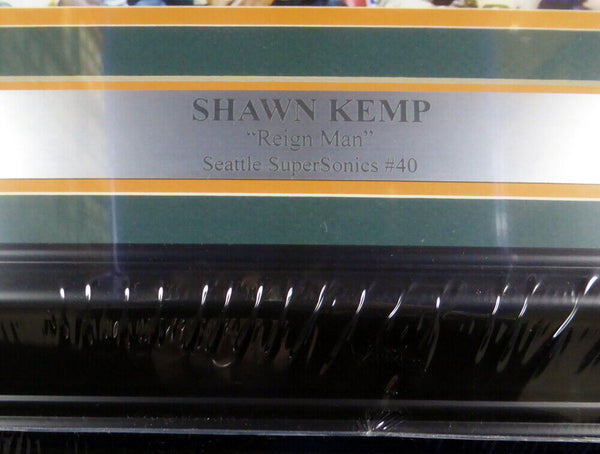 SHAWN KEMP
“Reign Man”
Seattle SuperSonics #40